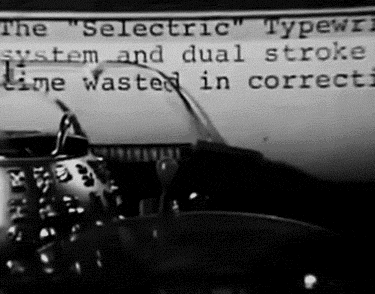 The "Selectric" Typewri
system and dual stroke
time wasted in correcti